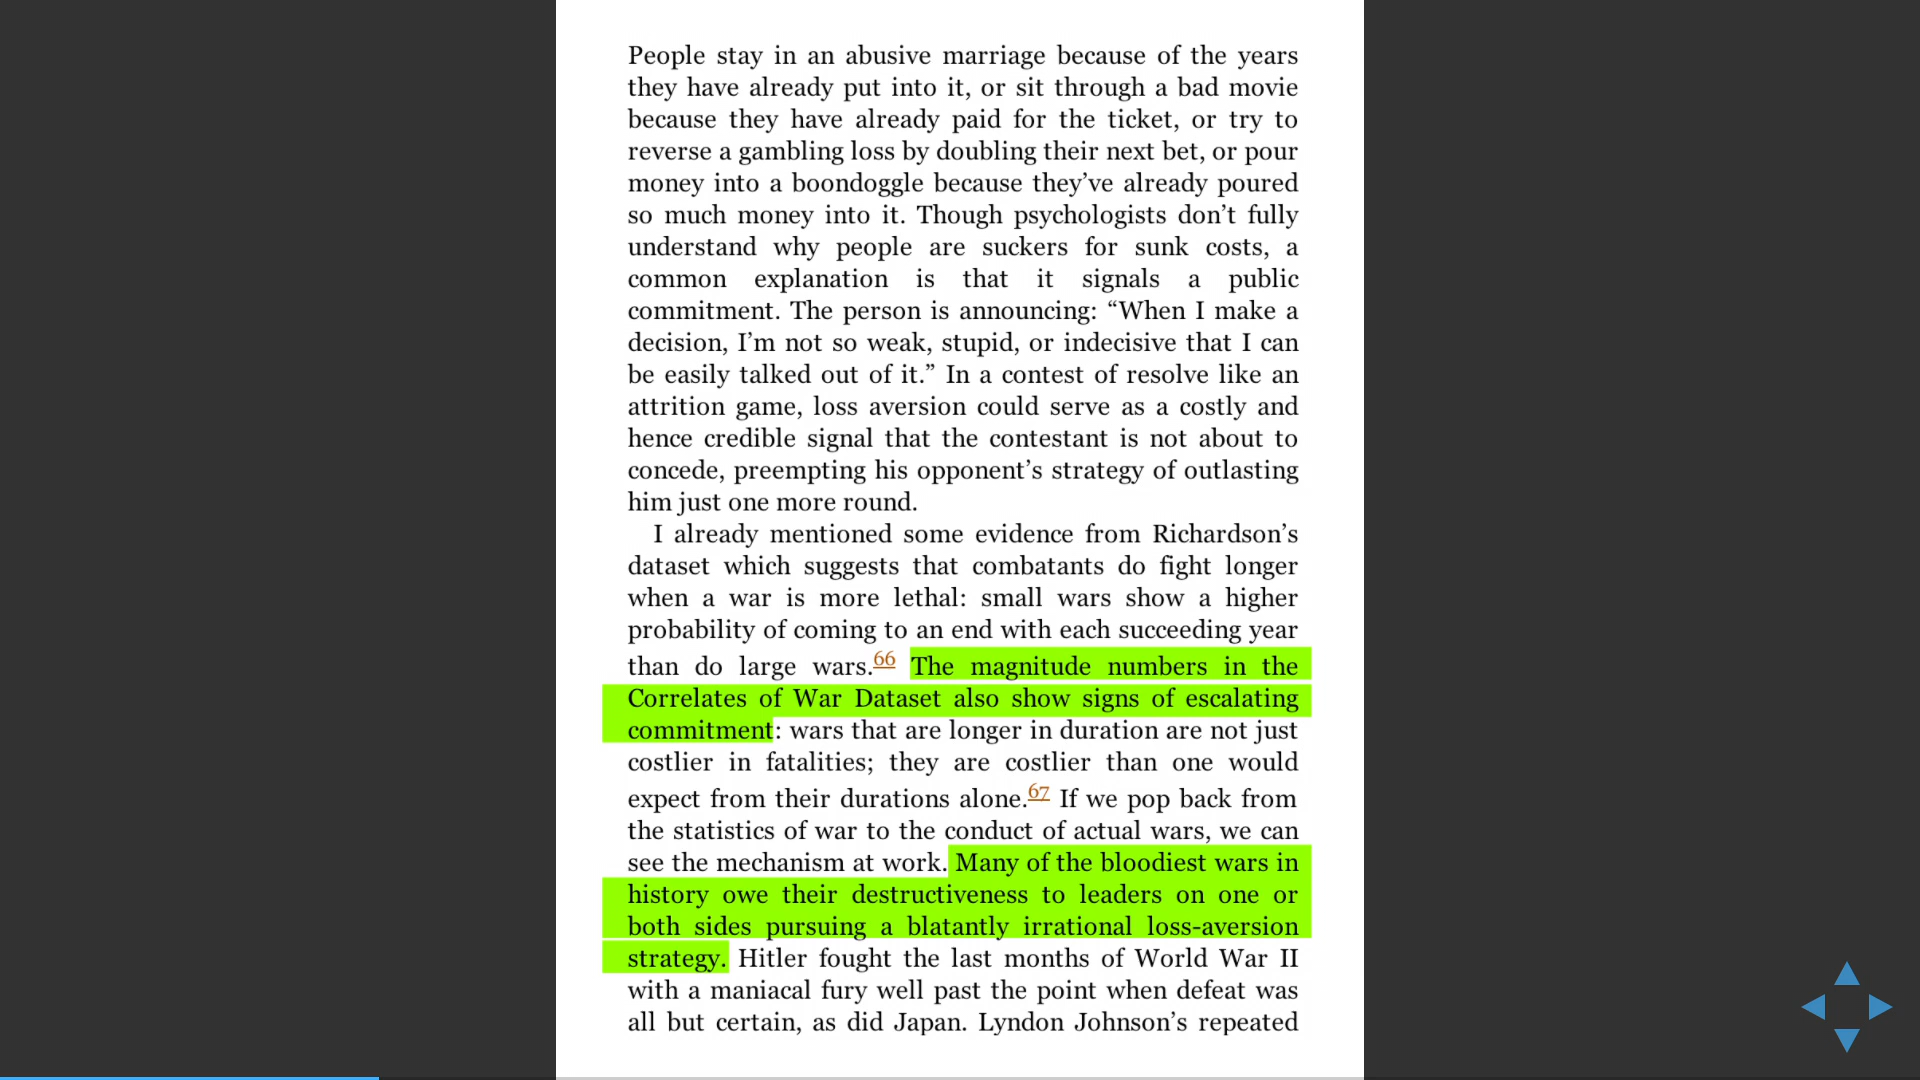 People stay in an abusive marriage because of the years
they have already put into it, or sit through a bad movie
because they have already paid for the ticket, or try to
reverse a gambling loss by doubling their next bet, or pour
money into a boondoggle because they’ve already poured
so much money into it. Though psychologists don’t fully
understand why people are suckers for sunk costs, a
common explanation is that it signals a public
commitment. The person is announcing: “When I make a
decision, I’m not so weak, stupid, or indecisive that I can
be easily talked out of it.” In a contest of resolve like an
attrition game, loss aversion could serve as a costly and
hence credible signal that the contestant is not about to
concede, preempting his opponent’s strategy of outlasting
him just one more round.
I already mentioned some evidence from Richardson’s
dataset which suggests that combatants do fight longer
when a war is more lethal: small wars show a higher
probability of coming to an end with each succeeding year
than do large wars.66 The magnitude numbers in the
Correlates of War Dataset also show signs of escalating
commitment: wars that are longer in duration are not just
costlier in fatalities; they are costlier than one would
expect from their durations alone.67 If we pop back from
the statistics of war to the conduct of actual wars, we can
see the mechanism at work. Many of the bloodiest wars in
history owe their destructiveness to leaders on one or
both sides pursuing a blatantly irrational loss-aversion
strategy. Hitler fought the last months of World War II
with a maniacal fury well past the point when defeat was
all but certain, as did Japan. Lyndon Johnson’s repeated